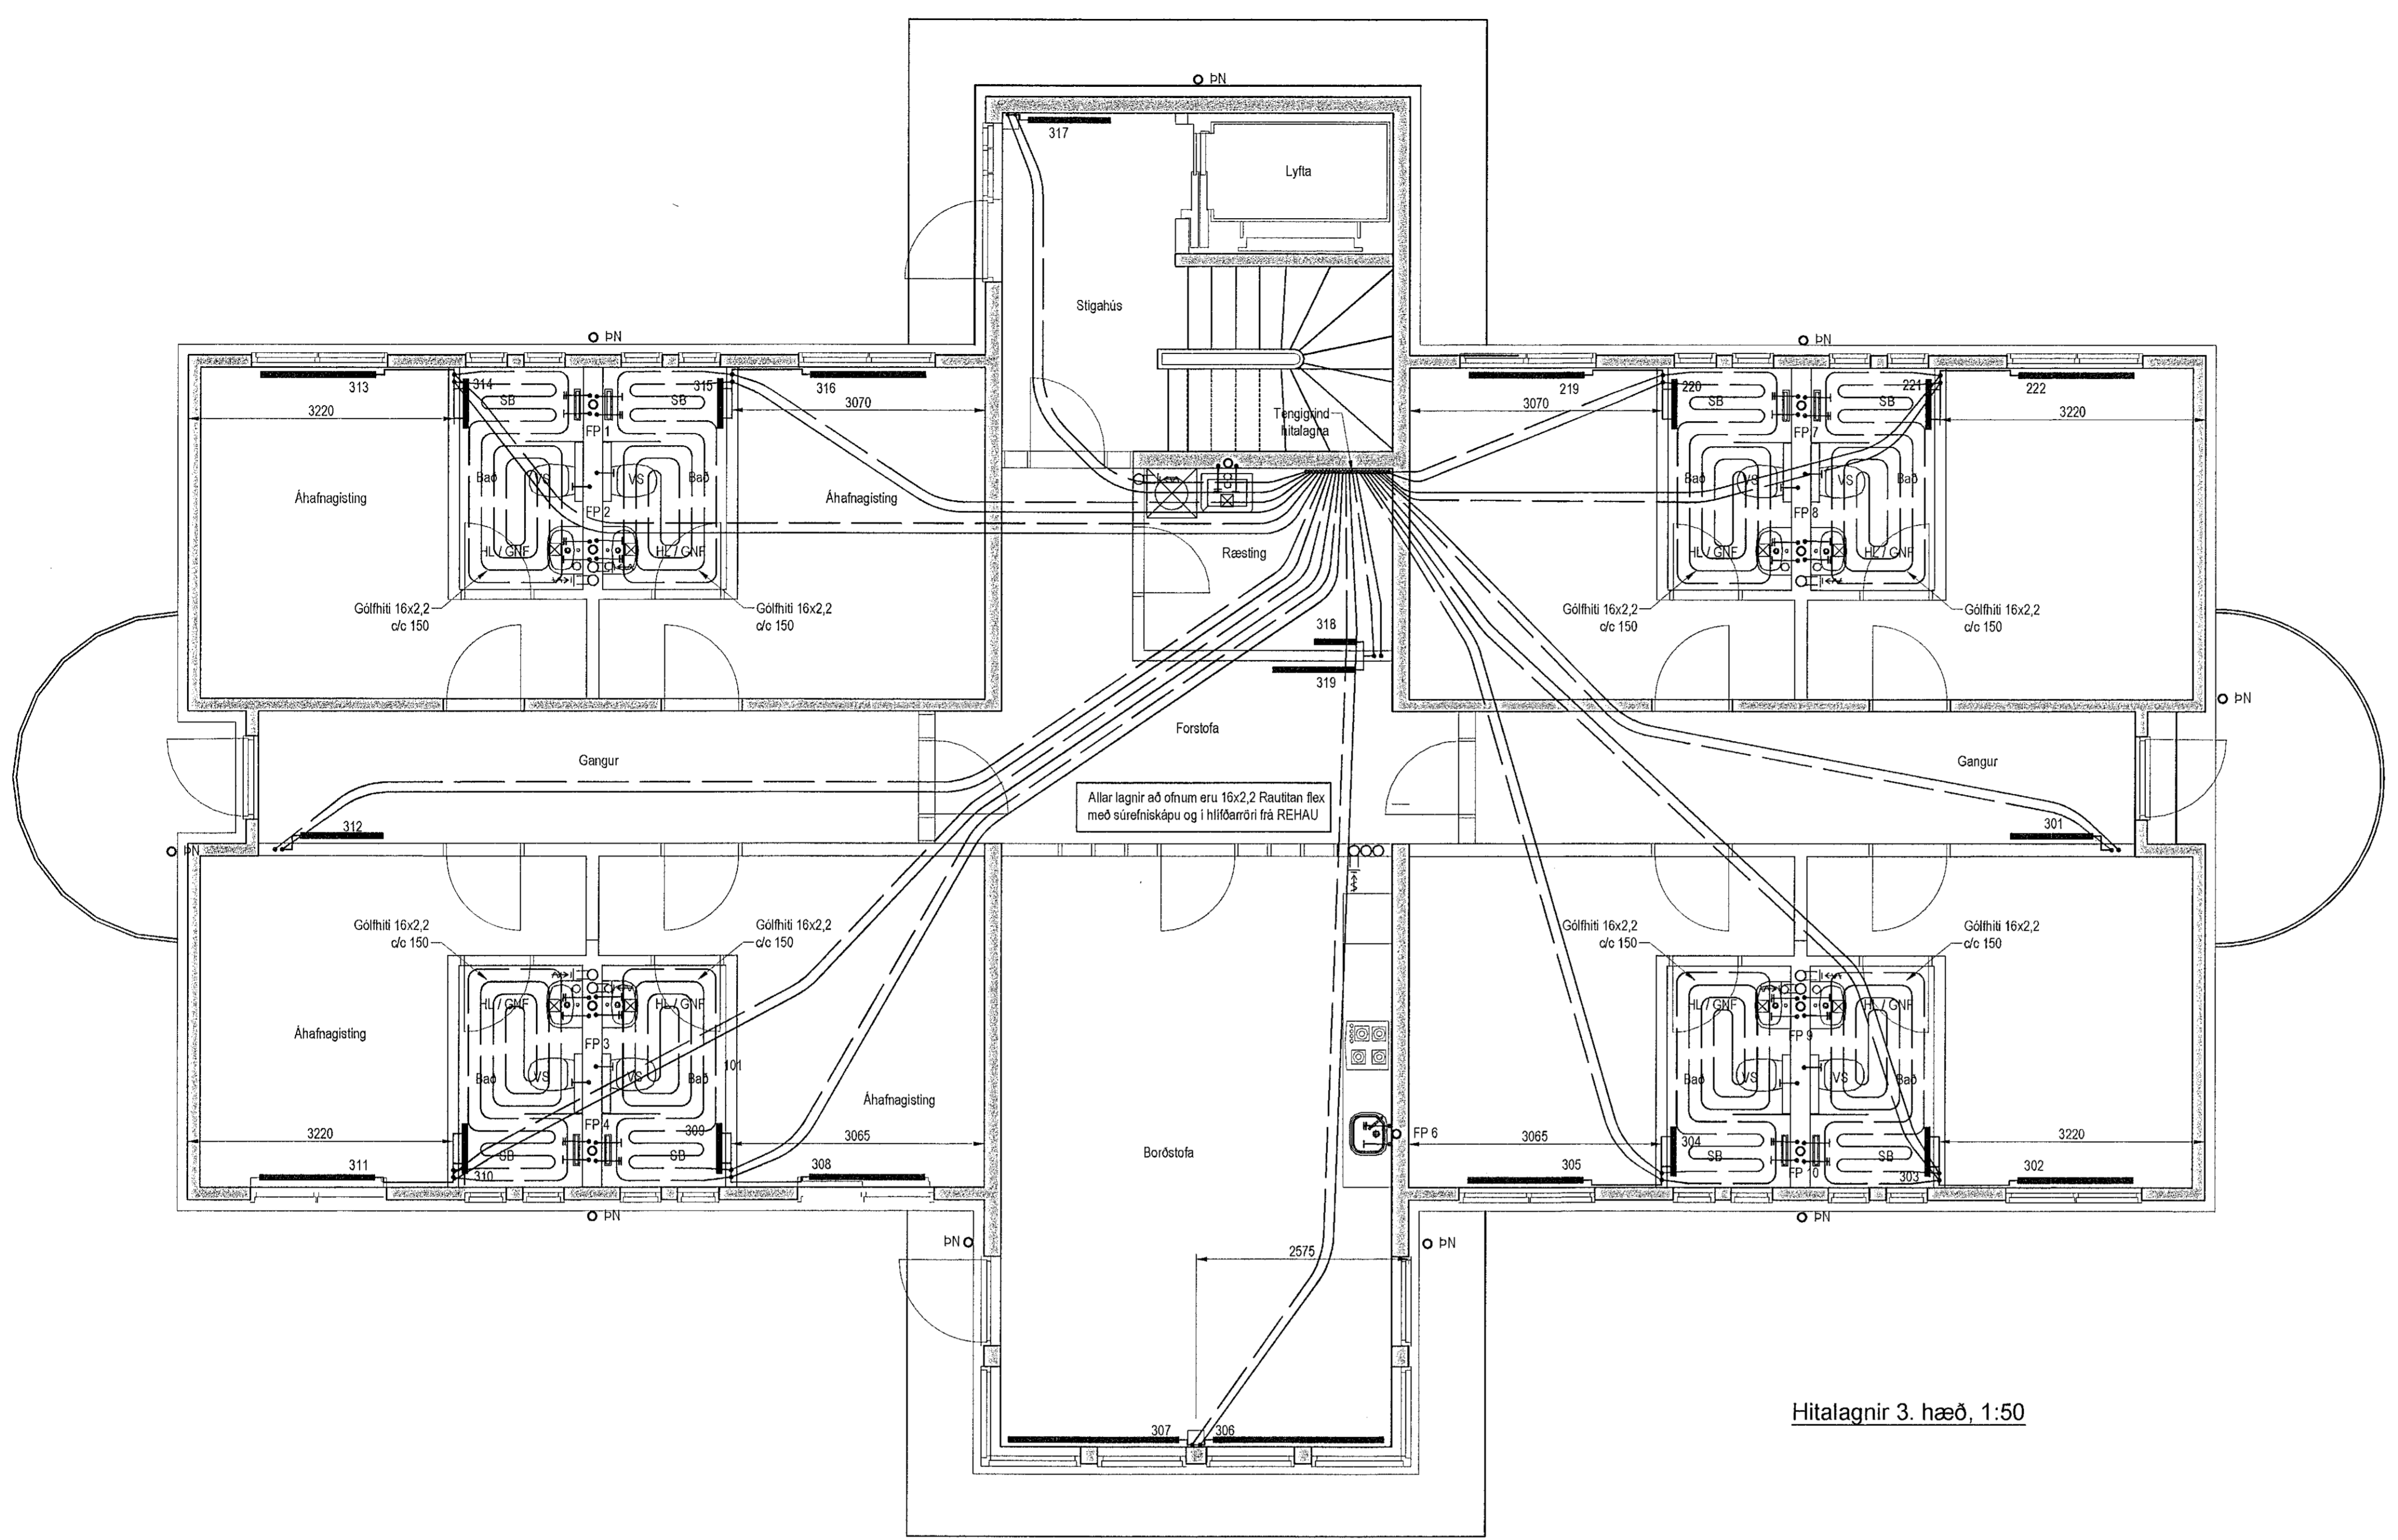 ÞN
317
Lyfta
Stigahús
ÞN
ÞN
313
314
315
316
219
220
221
222
3220
SB
SB
3070
3070
SB
SB
3220
FP 1
FP 7
Tengigrind
hitalagna
Áhafnagisting
Bað
VS
VS
Bað
Áhafnagisting
Bað
VS
VS
Bað
FP 2
FP 8
HL / GNF
HL / GNF
Ræsting
HL / GNF
HL / GNF
Gólfhiti 16x2,2
c/c 150
Gólfhiti 16x2,2
c/c 150
Gólfhiti 16x2,2
c/c 150
Gólfhiti 16x2,2
c/c 150
318
319
ÞN
Forstofa
Gangur
Gangur
Allar lagnir að ofnum eru 16x2,2 Rautitan flex
með súrefniskápu og í hlífðarröri frá REHAU
312
301
ÞN
Gólfhiti 16x2,2
c/c 150
Gólfhiti 16x2,2
c/c 150
Gólfhiti 16x2,2
c/c 150
Gólfhiti 16x2,2
c/c 150
HL / GNF
HL / GNF
HL / GNF
HL / GNF
Áhafnagisting
FP 3
FP 9
Bað
VS
VS
Bað
101
Bað
VS
VS
Bað
Áhafnagisting
FP 4
309
3220
3065
FP 6
3065
304
3220
SB
SB
Borðstofa
SB
SB
311
310
308
305
FP 10
303
302
ÞN
ÞN
ÞN
ÞN
2575
307
306
Hitalagnir 3. hæð, 1:50